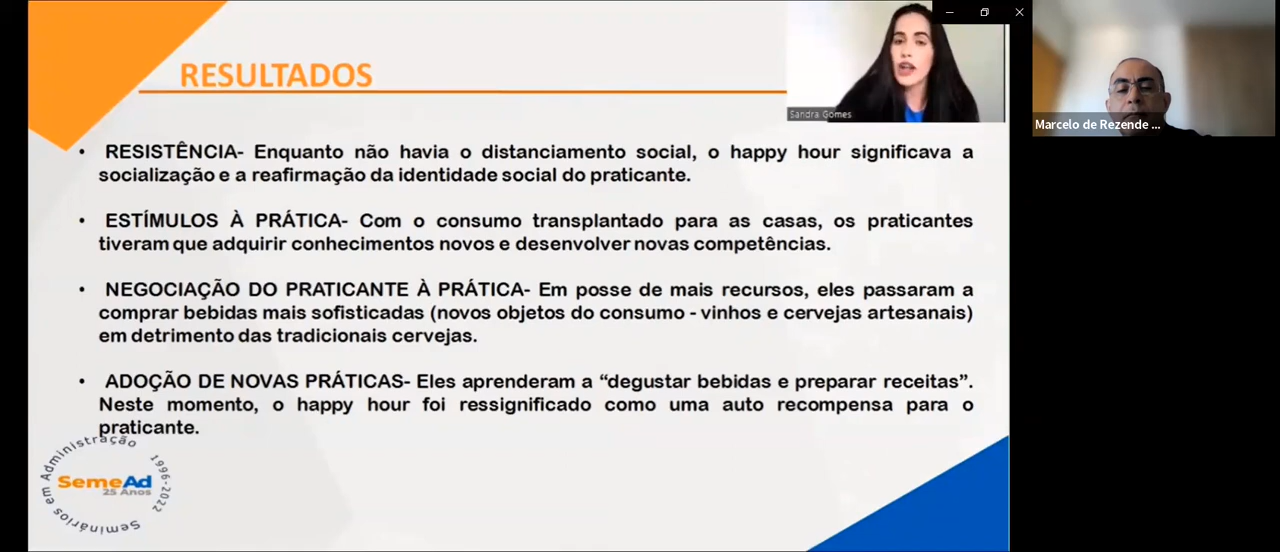 RESULTADOS
Sandra Gomes
Marcelo de Rezende ...
• RESISTÊNCIA- Enquanto não havia o distanciamento social, o happy hour significava a
socialização e a reafirmação da identidade social do praticante.
• ESTÍMULOS À PRÁTICA- Com o consumo transplantado para as casas, os praticantes
tiveram que adquirir conhecimentos novos e desenvolver novas competências.
• NEGOCIAÇÃO DO PRATICANTE À PRÁTICA- Em posse de mais recursos, eles passaram a
comprar bebidas mais sofisticadas (novos objetos do consumo - vinhos e cervejas artesanais)
em detrimento das tradicionais cervejas.
• ADOÇÃO DE NOVAS PRÁTICAS- Eles aprenderam a “degustar bebidas e preparar receitas”.
Neste momento, o happy hour foi ressignificado como uma auto recompensa para o
praticante.
Seminários em Administração
1996-2022
SemeAd
25 Anos